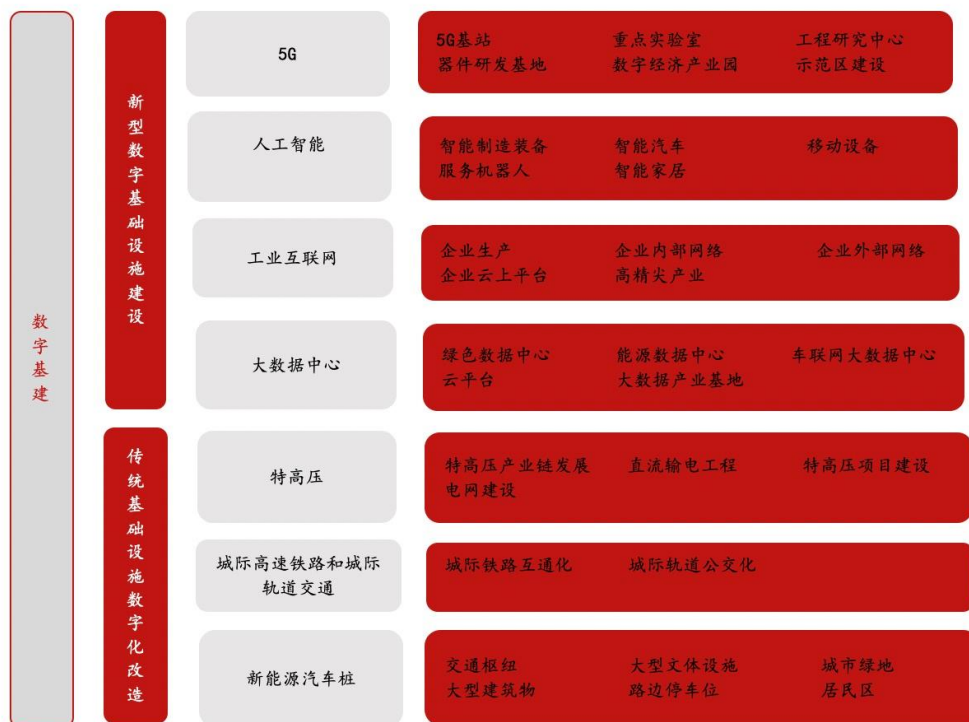 数字基建
新型数字基础设施建设
5G
5G基站 重点实验室 工程研究中心
器件研发基地 数字经济产业园 示范区建设
人工智能
智能制造装备 智能汽车 移动设备
服务机器人 智能家居
工业互联网
企业生产 企业内部网络 企业外部网络
企业云上平台 高精尖产业
大数据中心
绿色数据中心 能源数据中心 车联网大数据中心
云平台 大数据产业基地
传统基础设施数字化改造
特高压
特高压产业链发展 直流输电工程 特高压项目建设
电网建设
城际高速铁路和城际
轨道交通
城际铁路互通化 城际轨道公交化
新能源汽车桩
交通枢纽 大型文体设施 城市绿地
大型建筑物 路边停车位 居民区